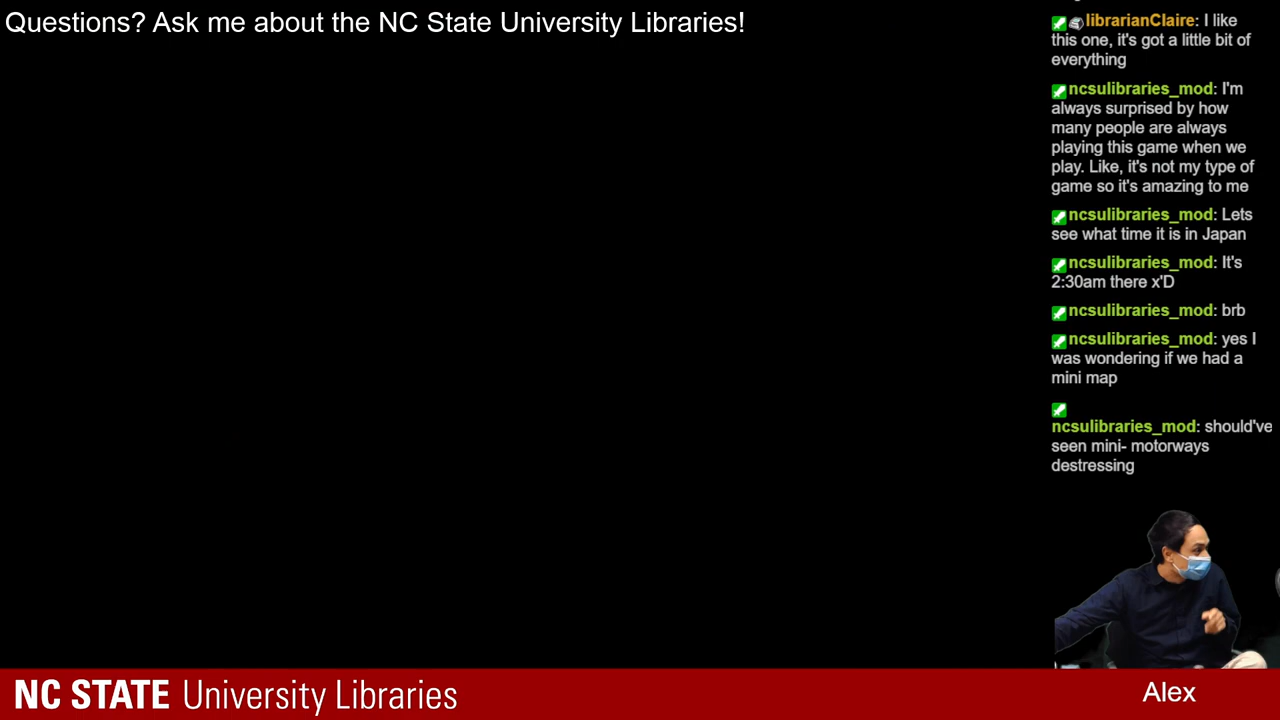 Questions? Ask me about the NC State University Libraries!
librarianClaire: I like
this one, it's got a little bit of
everything
ncsulibraries_mod: I'm
always surprised by how
many people are always
playing this game when we
play. Like, it's not my type of
game so it's amazing to me
ncsulibraries_mod: Lets
see what time it is in Japan
ncsulibraries_mod: It's
2:30am there x'D
ncsulibraries_mod: brb
ncsulibraries_mod: yes I
was wondering if we had a
mini map
ncsulibraries_mod: should've
seen mini- motorways
destressing
NC STATE University Libraries
Alex